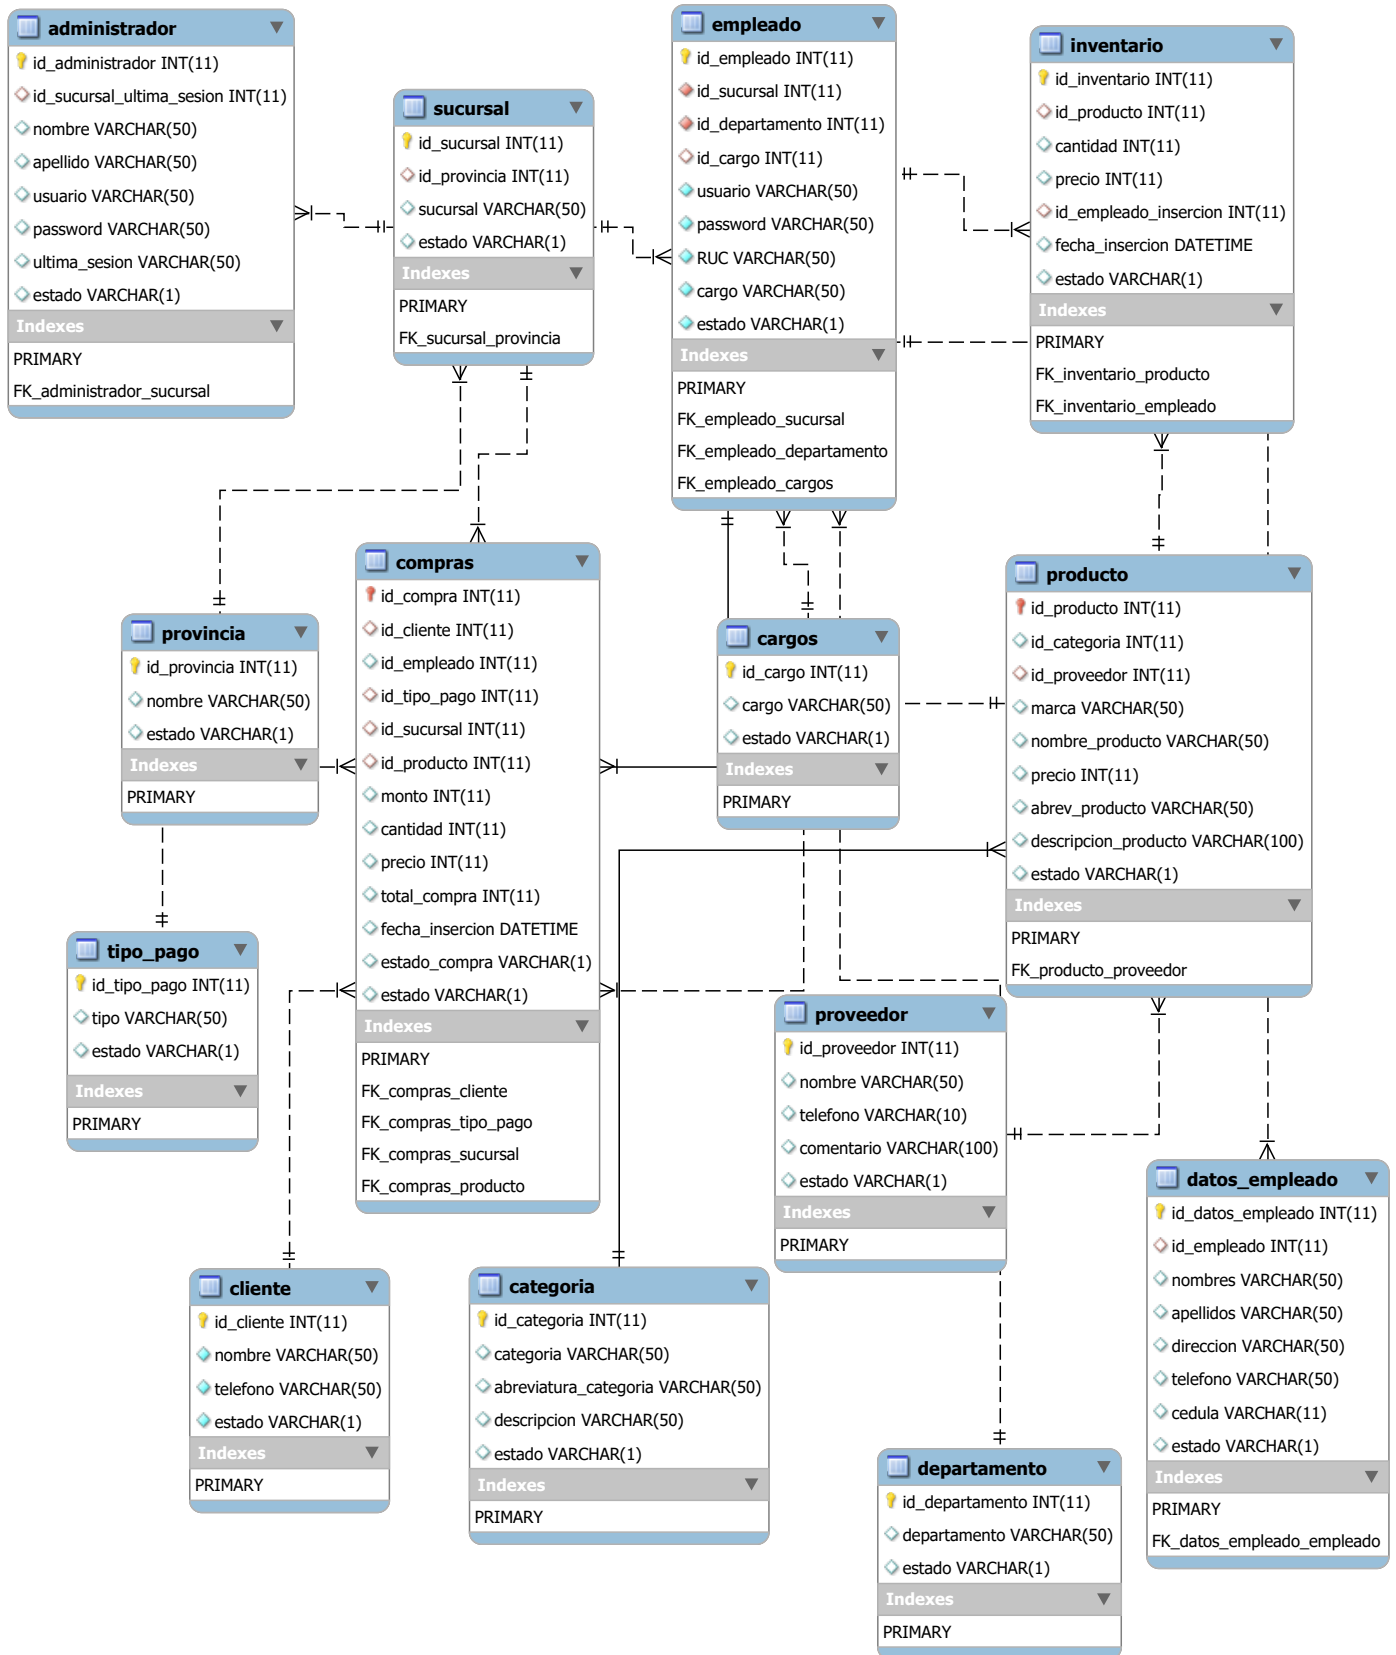 administrador
id_administrador INT(11)
id_sucursal_ultima_sesion INT(11)
nombre VARCHAR(50)
apellido VARCHAR(50)
usuario VARCHAR(50)
password VARCHAR(50)
ultima_sesion VARCHAR(50)
estado VARCHAR(1)
Indexes
PRIMARY
FK_administrador_sucursal
sucursal
id_sucursal INT(11)
id_provincia INT(11)
sucursal VARCHAR(50)
estado VARCHAR(1)
Indexes
PRIMARY
FK_sucursal_provincia
empleado
id_empleado INT(11)
id_sucursal INT(11)
id_departamento INT(11)
id_cargo INT(11)
usuario VARCHAR(50)
password VARCHAR(50)
RUC VARCHAR(50)
cargo VARCHAR(50)
estado VARCHAR(1)
Indexes
PRIMARY
FK_empleado_sucursal
FK_empleado_departamento
FK_empleado_cargos
inventario
id_inventario INT(11)
id_producto INT(11)
cantidad INT(11)
precio INT(11)
id_empleado_insercion INT(11)
fecha_insercion DATETIME
estado VARCHAR(1)
Indexes
PRIMARY
FK_inventario_producto
FK_inventario_empleado
provincia
id_provincia INT(11)
nombre VARCHAR(50)
estado VARCHAR(1)
Indexes
PRIMARY
compras
id_compra INT(11)
id_cliente INT(11)
id_empleado INT(11)
id_tipo_pago INT(11)
id_sucursal INT(11)
id_producto INT(11)
monto INT(11)
cantidad INT(11)
precio INT(11)
total_compra INT(11)
fecha_insercion DATETIME
estado_compra VARCHAR(1)
estado VARCHAR(1)
Indexes
PRIMARY
FK_compras_cliente
FK_compras_tipo_pago
FK_compras_sucursal
FK_compras_producto
cargos
id_cargo INT(11)
cargo VARCHAR(50)
estado VARCHAR(1)
Indexes
PRIMARY
producto
id_producto INT(11)
id_categoria INT(11)
id_proveedor INT(11)
marca VARCHAR(50)
nombre_producto VARCHAR(50)
precio INT(11)
abrev_producto VARCHAR(50)
descripcion_producto VARCHAR(100)
estado VARCHAR(1)
Indexes
PRIMARY
FK_producto_proveedor
tipo_pago
id_tipo_pago INT(11)
tipo VARCHAR(50)
estado VARCHAR(1)
Indexes
PRIMARY
proveedor
id_proveedor INT(11)
nombre VARCHAR(50)
telefono VARCHAR(10)
comentario VARCHAR(100)
estado VARCHAR(1)
Indexes
PRIMARY
datos_empleado
id_datos_empleado INT(11)
id_empleado INT(11)
nombres VARCHAR(50)
apellidos VARCHAR(50)
direccion VARCHAR(50)
telefono VARCHAR(50)
cedula VARCHAR(11)
estado VARCHAR(1)
Indexes
PRIMARY
FK_datos_empleado_empleado
cliente
id_cliente INT(11)
nombre VARCHAR(50)
telefono VARCHAR(50)
estado VARCHAR(1)
Indexes
PRIMARY
categoria
id_categoria INT(11)
categoria VARCHAR(50)
abreviatura_categoria VARCHAR(50)
descripcion VARCHAR(50)
estado VARCHAR(1)
Indexes
PRIMARY
departamento
id_departamento INT(11)
departamento VARCHAR(50)
estado VARCHAR(1)
Indexes
PRIMARY